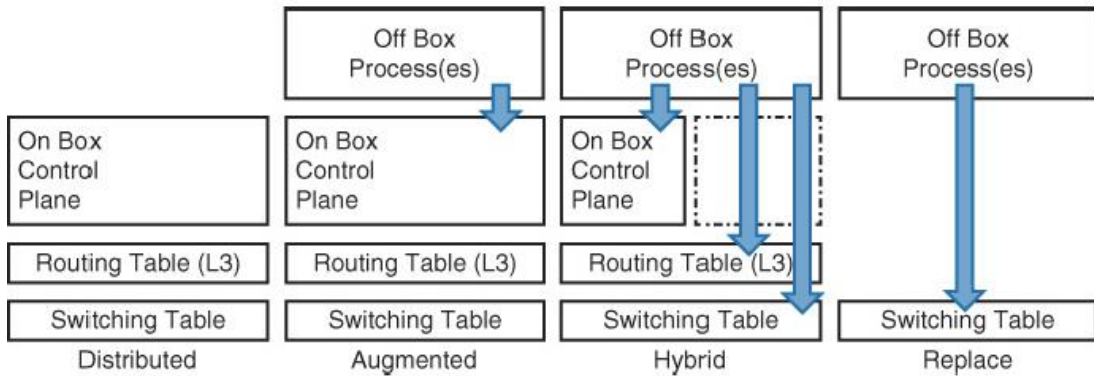 Off Box
Process(es)
Off Box
Process(es)
Off Box
Process(es)
On Box
Control
Plane
On Box
Control
Plane
On Box
Control
Plane
Routing Table (L3)
Routing Table (L3)
Routing Table (L3)
Switching Table
Switching Table
Switching Table
Switching Table
Distributed
Augmented
Hybrid
Replace